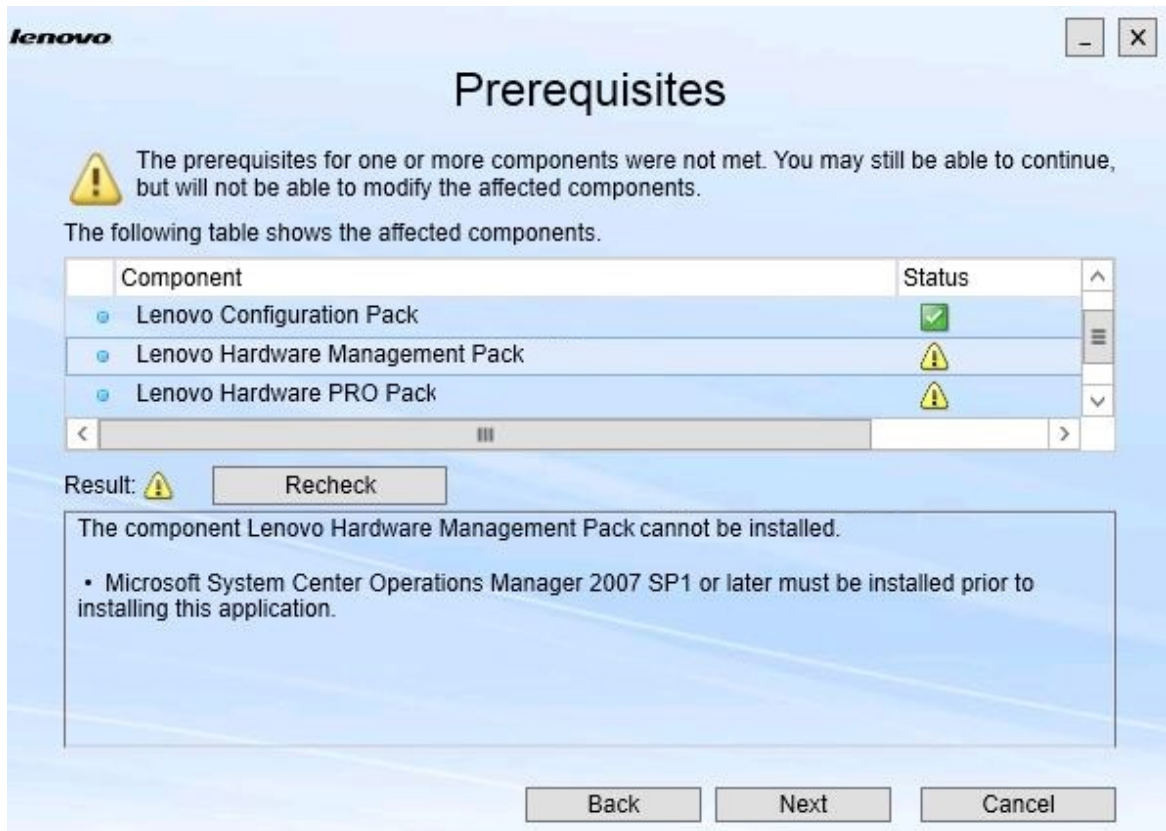 lenovo
Prerequisites
The prerequisites for one or more components were not met. You may still be able to continue,
but will not be able to modify the affected components.
The following table shows the affected components.
Component Status
Lenovo Configuration Pack
Lenovo Hardware Management Pack
Lenovo Hardware PRO Pack
Result: Recheck
The component Lenovo Hardware Management Pack cannot be installed.
• Microsoft System Center Operations Manager 2007 SP1 or later must be installed prior to
installing this application.
Back Next Cancel